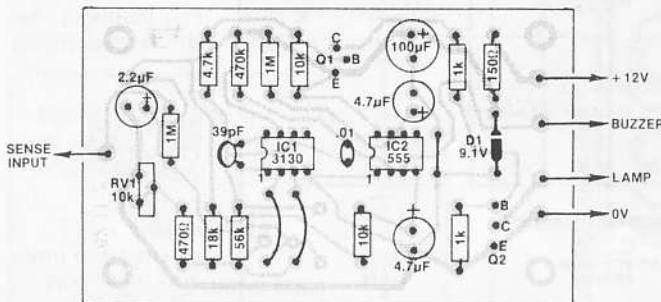 4.7k
470k
1M
10k
C
Q1
B
E
100µF
+
1k
150Ω
2.2µF
+
1M
4.7µF
+
+12V
BUZZER
SENSE
INPUT
39pF
IC1
3130
1
.01
IC2
555
1
D1
9.1V
LAMP
0V
RV1
10k
470Ω
18k
56k
10k
+
4.7µF
1k
B
C
E
Q2